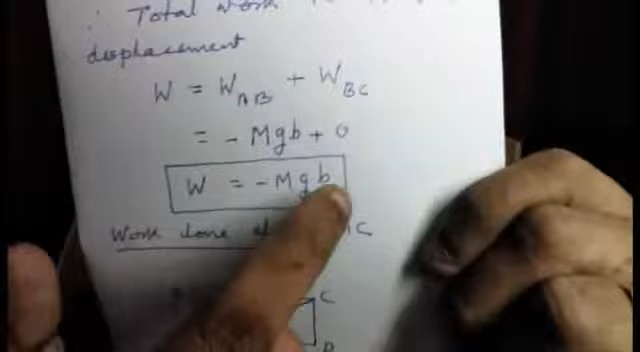 ∴ Total work
displacement
W = W_AB + W_BC
= - Mgb + 0
W = - Mgb
Work done
C